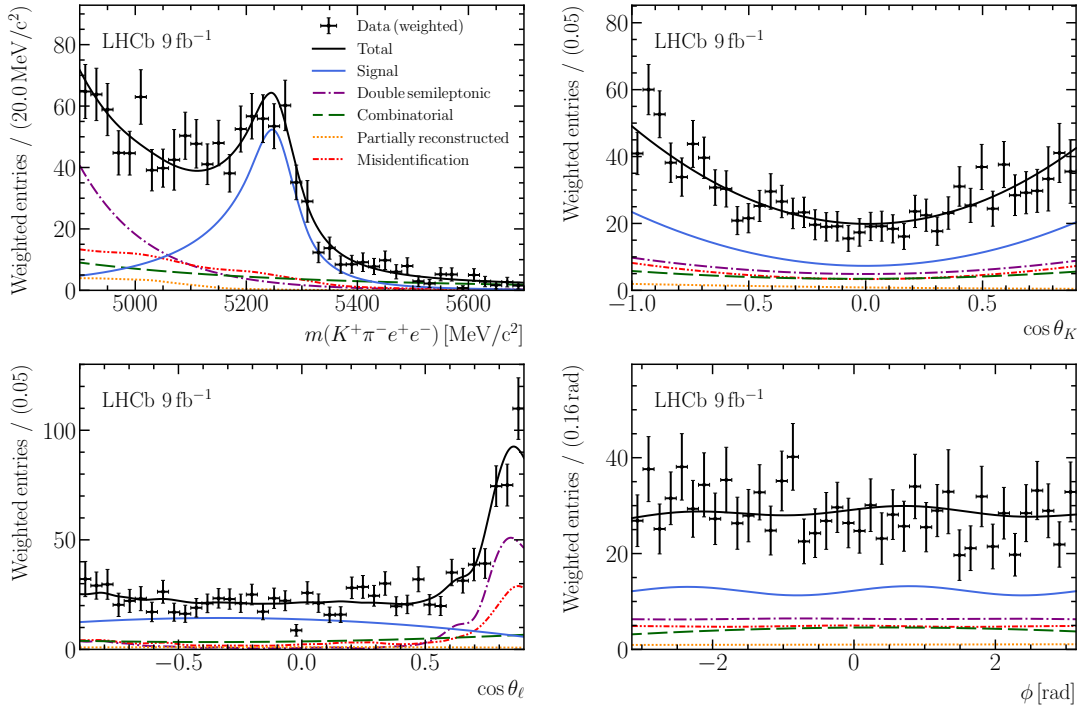 LHCb 9 fb⁻¹
Data (weighted)
Total
Signal
Double semileptonic
Combinatorial
Partially reconstructed
Misidentification
Weighted entries / (20.0 MeV/c²)
0
20
40
60
80
5000
5200
5400
5600
m(K⁺π⁻e⁺e⁻) [MeV/c²]
LHCb 9 fb⁻¹
Weighted entries / (0.05)
0
20
40
60
80
−1.0
−0.5
0.0
0.5
cos θ_K
LHCb 9 fb⁻¹
Weighted entries / (0.05)
0
50
100
−0.5
0.0
0.5
cos θ_ℓ
LHCb 9 fb⁻¹
Weighted entries / (0.16 rad)
0
20
40
−2
0
2
ϕ [rad]